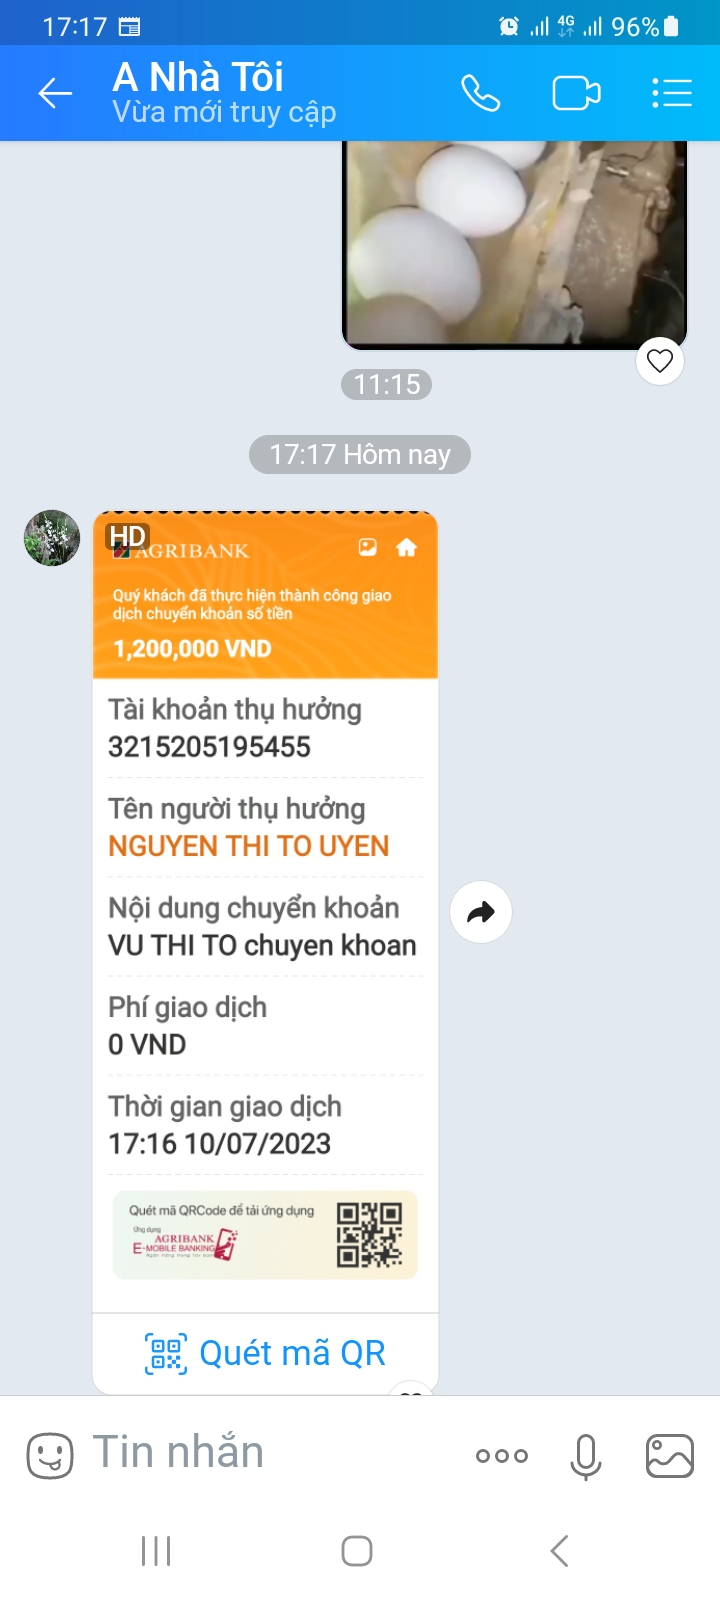 17:17
4G
96%
A Nhà Tôi
Vừa mới truy cập
11:15
17:17 Hôm nay
HD
AGRIBANK
Quý khách đã thực hiện thành công giao
dịch chuyển khoản số tiền
1,200,000 VND
Tài khoản thụ hưởng
3215205195455
Tên người thụ hưởng
NGUYEN THI TO UYEN
Nội dung chuyển khoản
VU THI TO chuyen khoan
Phí giao dịch
0 VND
Thời gian giao dịch
17:16 10/07/2023
Quét mã QRCode để tải ứng dụng
Ứng dụng
AGRIBANK
E-MOBILE BANKING
Quét mã QR
Tin nhắn